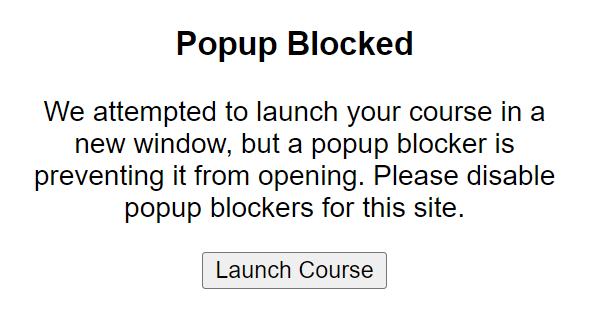 Popup Blocked
We attempted to launch your course in a
new window, but a popup blocker is
preventing it from opening. Please disable
popup blockers for this site.
Launch Course